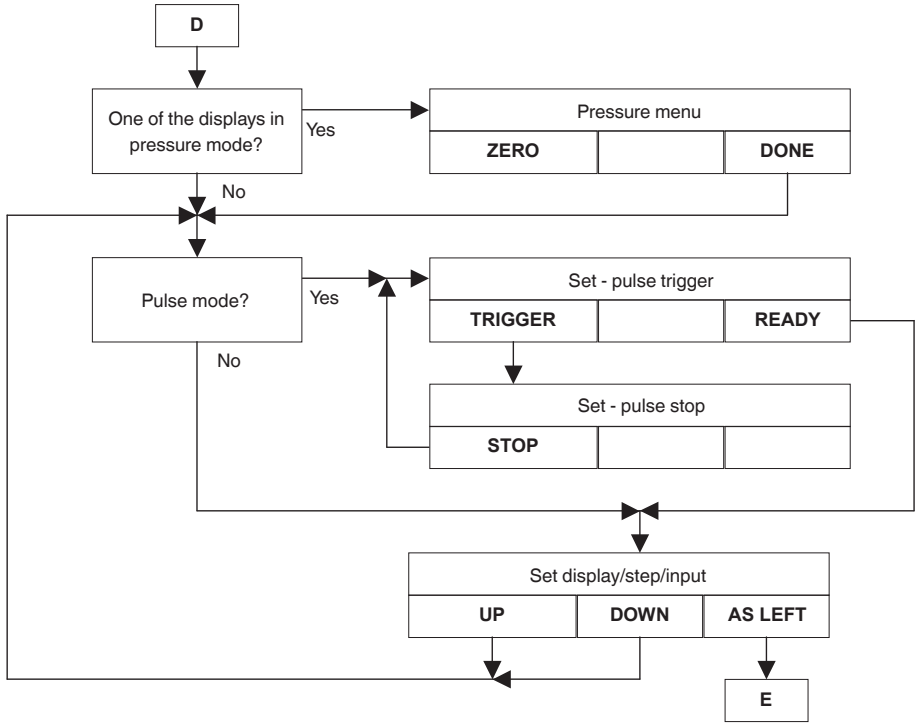 D
One of the displays in
pressure mode?
Yes
Pressure menu
ZERO DONE
No
Pulse mode?
Yes
Set - pulse trigger
TRIGGER READY
No
Set - pulse stop
STOP
Set display/step/input
UP DOWN AS LEFT
E